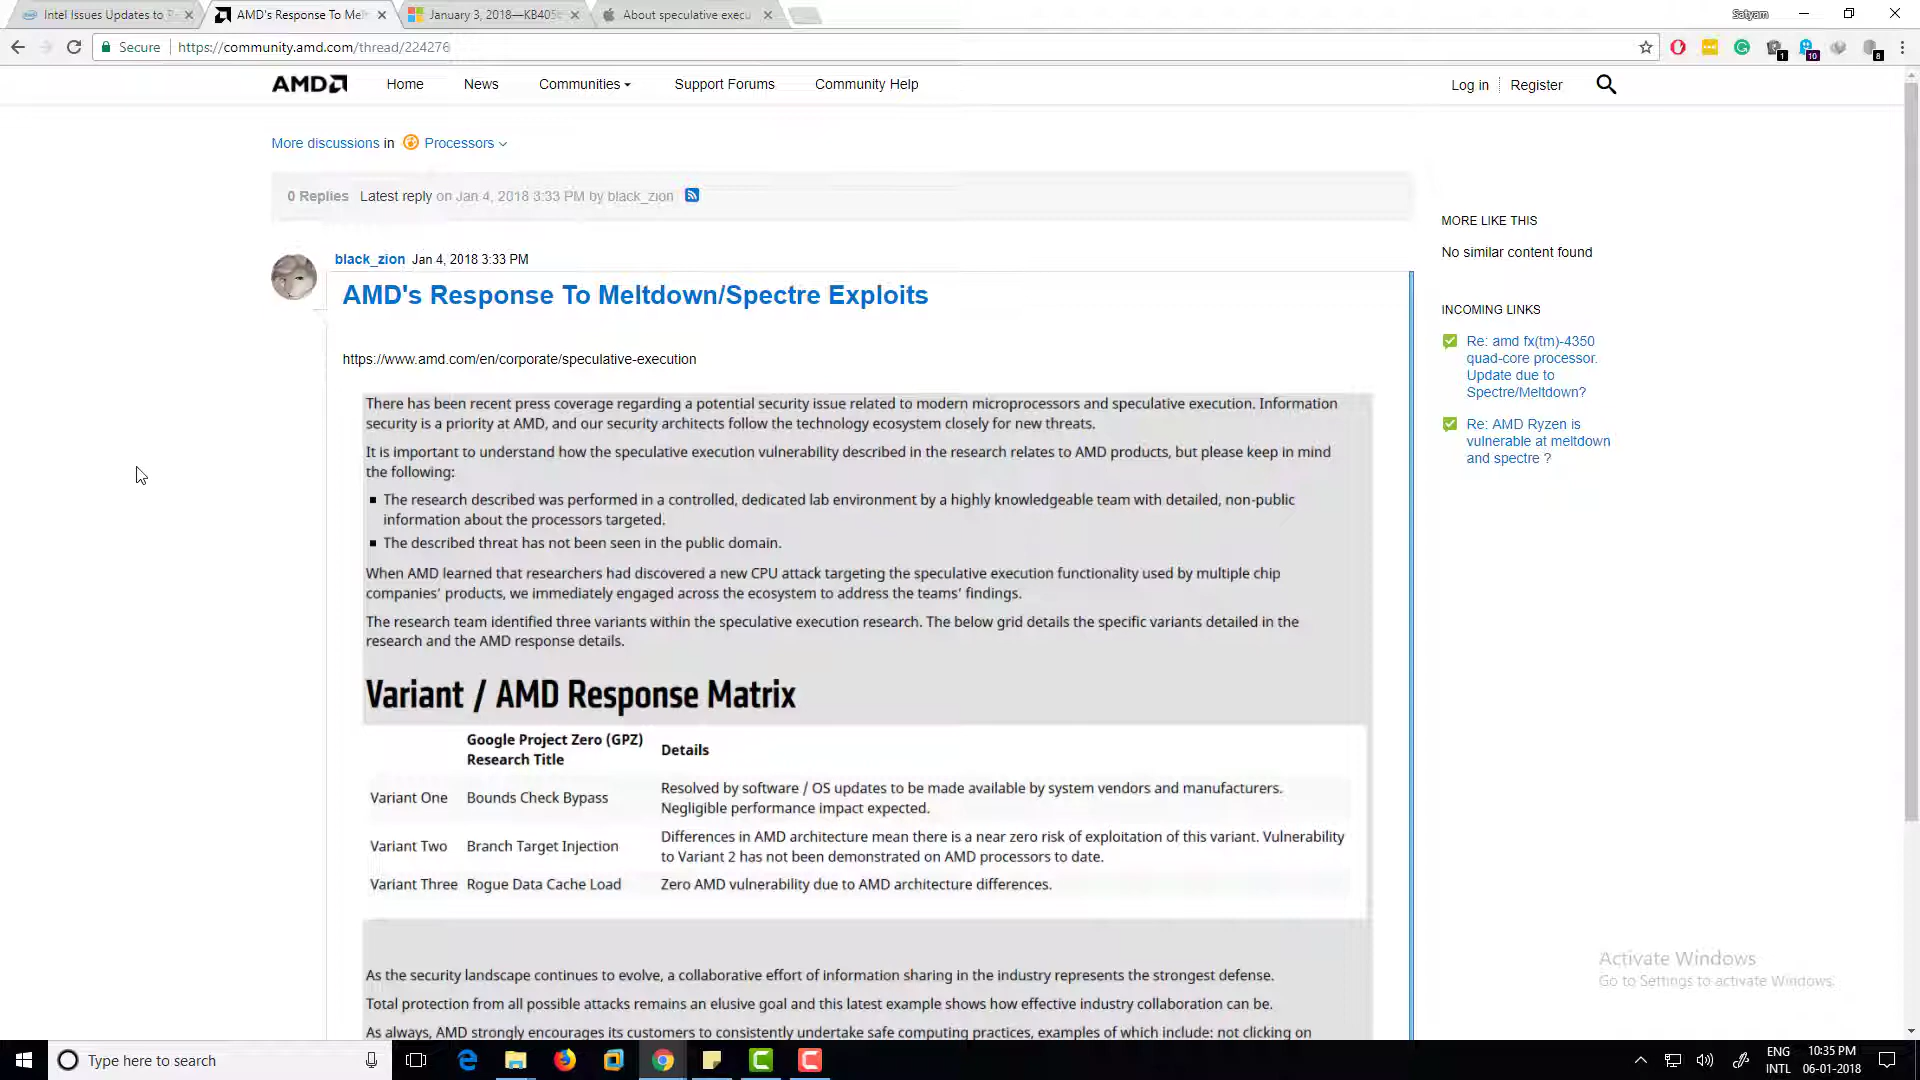 Intel Issues Updates to
AMD's Response To Mel
January 3, 2018—KB405
About speculative execu
Satyam
Secure
https://community.amd.com/thread/224276
1
10
8
AMD
Home
News
Communities
Support Forums
Community Help
Log in
Register
More discussions in Processors
0 Replies Latest reply on Jan 4, 2018 3:33 PM by black_zion
MORE LIKE THIS
No similar content found
INCOMING LINKS
Re: amd fx(tm)-4350
quad-core processor.
Update due to
Spectre/Meltdown?
Re: AMD Ryzen is
vulnerable at meltdown
and spectre ?
black_zion Jan 4, 2018 3:33 PM
AMD's Response To Meltdown/Spectre Exploits
https://www.amd.com/en/corporate/speculative-execution
There has been recent press coverage regarding a potential security issue related to modern microprocessors and speculative execution. Information
security is a priority at AMD, and our security architects follow the technology ecosystem closely for new threats.
It is important to understand how the speculative execution vulnerability described in the research relates to AMD products, but please keep in mind
the following:
▪ The research described was performed in a controlled, dedicated lab environment by a highly knowledgeable team with detailed, non-public
information about the processors targeted.
▪ The described threat has not been seen in the public domain.
When AMD learned that researchers had discovered a new CPU attack targeting the speculative execution functionality used by multiple chip
companies' products, we immediately engaged across the ecosystem to address the teams' findings.
The research team identified three variants within the speculative execution research. The below grid details the specific variants detailed in the
research and the AMD response details.
Variant / AMD Response Matrix
Google Project Zero (GPZ)
Research Title
Details
Variant One
Bounds Check Bypass
Resolved by software / OS updates to be made available by system vendors and manufacturers.
Negligible performance impact expected.
Variant Two
Branch Target Injection
Differences in AMD architecture mean there is a near zero risk of exploitation of this variant. Vulnerability
to Variant 2 has not been demonstrated on AMD processors to date.
Variant Three
Rogue Data Cache Load
Zero AMD vulnerability due to AMD architecture differences.
As the security landscape continues to evolve, a collaborative effort of information sharing in the industry represents the strongest defense.
Total protection from all possible attacks remains an elusive goal and this latest example shows how effective industry collaboration can be.
As always, AMD strongly encourages its customers to consistently undertake safe computing practices, examples of which include: not clicking on
Activate Windows
Go to Settings to activate Windows.
Type here to search
ENG
INTL
10:35 PM
06-01-2018